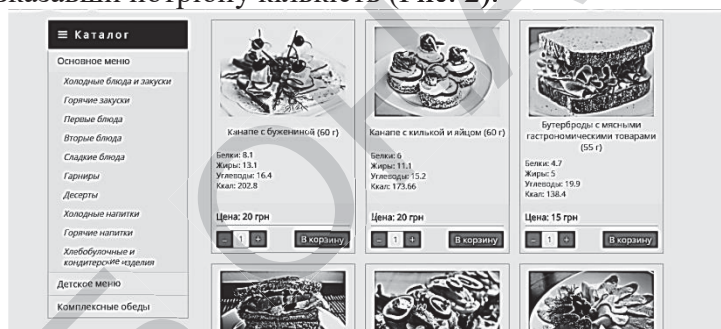 потрібну кількість (Рис. 2).
≡ Каталог
Основное меню
Холодные блюда и закуски
Горячие закуски
Первые блюда
Вторые блюда
Сладкие блюда
Гарниры
Десерты
Холодные напитки
Горячие напитки
Хлебобулочные и
кондитерские изделия
Детское меню
Комплексные обеды
Канапе с бужениной (60 г)
Белки: 8.1
Жиры: 13.1
Углеводы: 16.4
Ккал: 202.8
Цена: 20 грн
- 1 +
В корзину
Канапе с килькой и яйцом (60 г)
Белки: 6
Жиры: 11.1
Углеводы: 15.2
Ккал: 173.66
Цена: 20 грн
- 1 +
В корзину
Бутерброды с мясными
гастрономическими товарами
(55 г)
Белки: 4.7
Жиры: 5
Углеводы: 19.9
Ккал: 138.4
Цена: 15 грн
- 1 +
В корзину